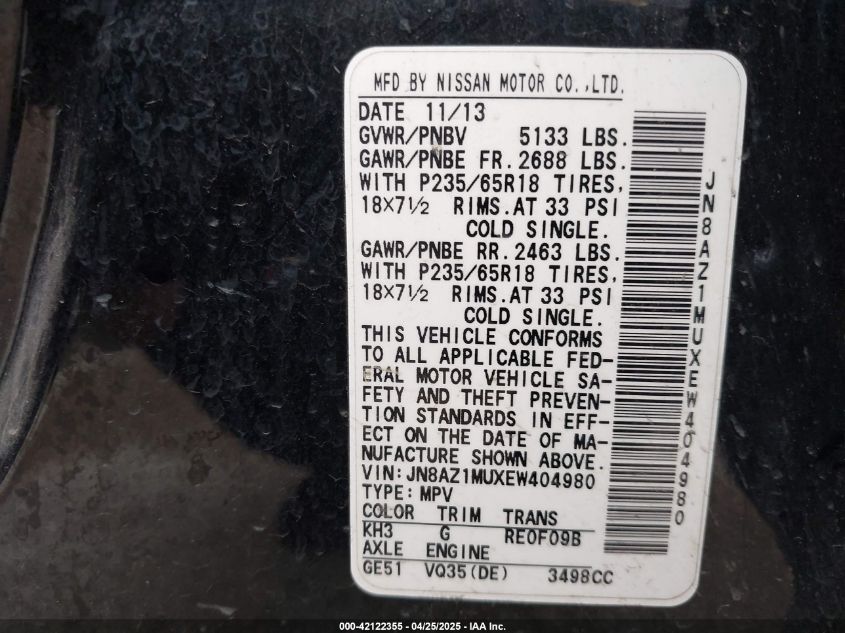 MFD BY NISSAN MOTOR CO.,LTD.
DATE 11/13
GVWR/PNBV 5133 LBS.
GAWR/PNBE FR.2688 LBS.
WITH P235/65R18 TIRES,
18×7½ RIMS.AT 33 PSI
COLD SINGLE.
GAWR/PNBE RR.2463 LBS.
WITH P235/65R18 TIRES,
18×7½ RIMS.AT 33 PSI
COLD SINGLE.
THIS VEHICLE CONFORMS
TO ALL APPLICABLE FED–
ERAL MOTOR VEHICLE SA–
FETY AND THEFT PREVEN–
TION STANDARDS IN EFF–
ECT ON THE DATE OF MA–
NUFACTURE SHOWN ABOVE.
VIN:JN8AZ1MUXEW404980
TYPE:MPV
COLOR TRIM TRANS
KH3 G RE0F09B
AXLE ENGINE
GE51 VQ35(DE) 3498CC
JN8AZ1MUXEW404980
000-42122355 | 04/25/2025 - IAA Inc.